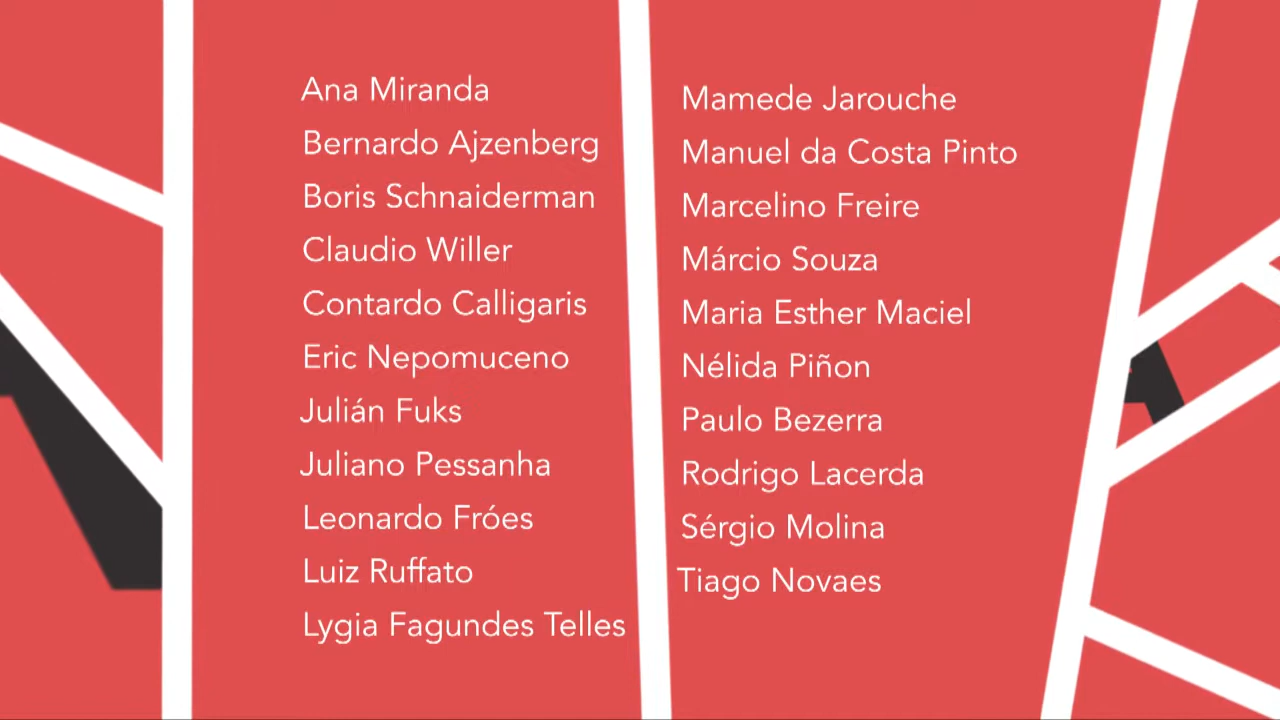 Ana Miranda
Bernardo Ajzenberg
Boris Schnaiderman
Claudio Willer
Contardo Calligaris
Eric Nepomuceno
Julián Fuks
Juliano Pessanha
Leonardo Fróes
Luiz Ruffato
Lygia Fagundes Telles
Mamede Jarouche
Manuel da Costa Pinto
Marcelino Freire
Márcio Souza
Maria Esther Maciel
Nélida Piñon
Paulo Bezerra
Rodrigo Lacerda
Sérgio Molina
Tiago Novaes